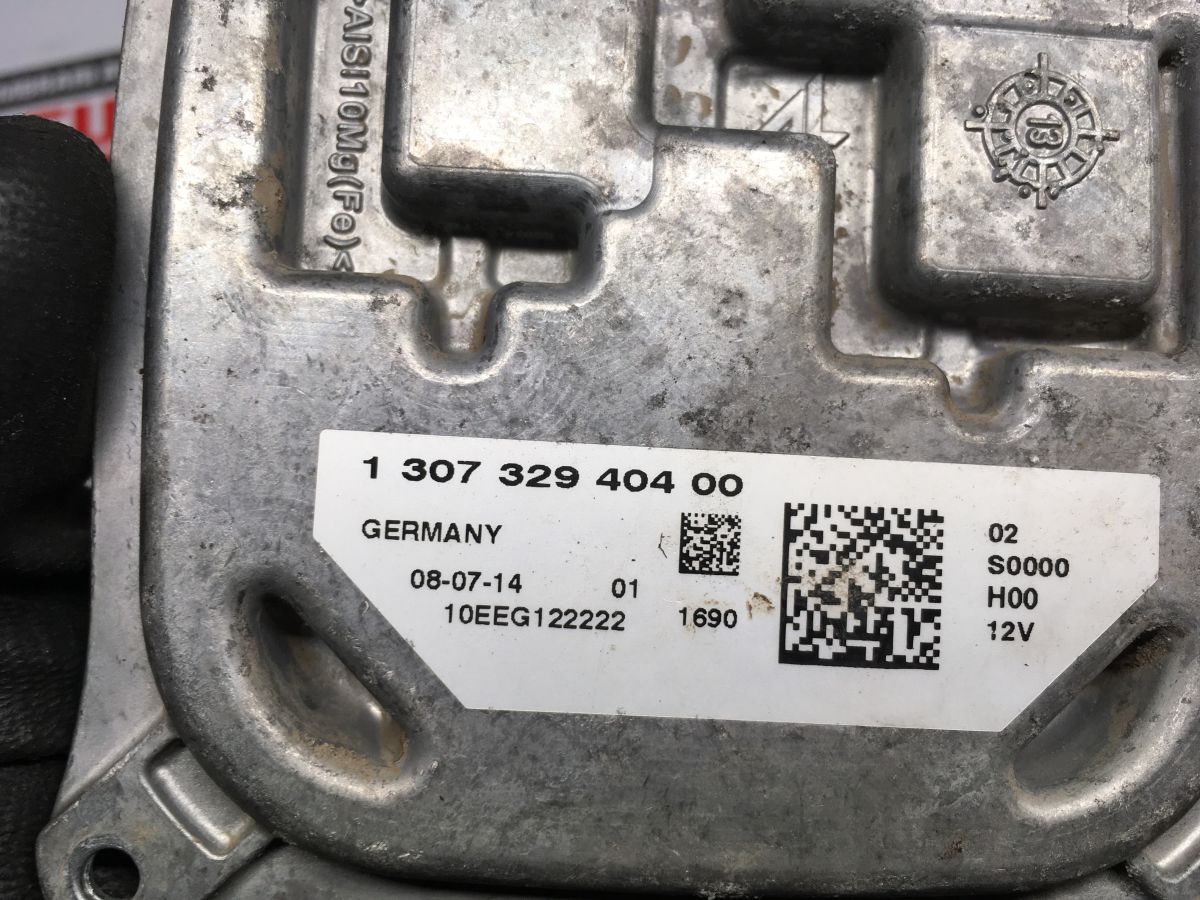 AlSi10Mg(Fe)<
13
1 307 329 404 00
GERMANY
08-07-14 01
10EEG122222 1690
02
S0000
H00
12V